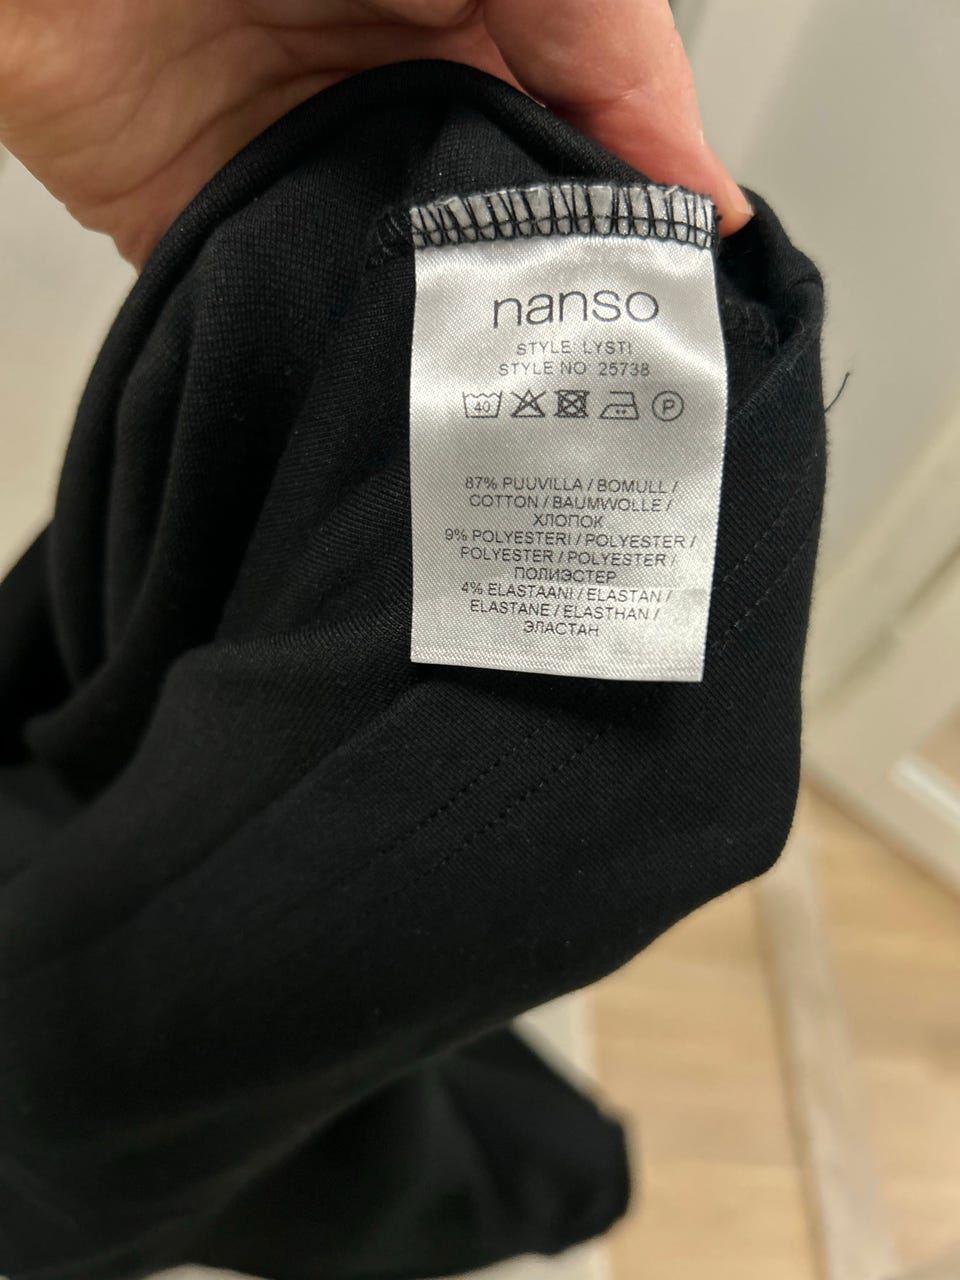 nanso
STYLE LYSTI
STYLE NO 25738
40 P
87% PUUVILLA / BOMULL /
COTTON / BAUMWOLLE /
ХЛОПОК
9% POLYESTERI / POLYESTER /
POLYESTER / POLYESTER /
ПОЛИЭСТЕР
4% ELASTAANI / ELASTAN /
ELASTANE / ELASTHAN /
ЭЛАСТАН